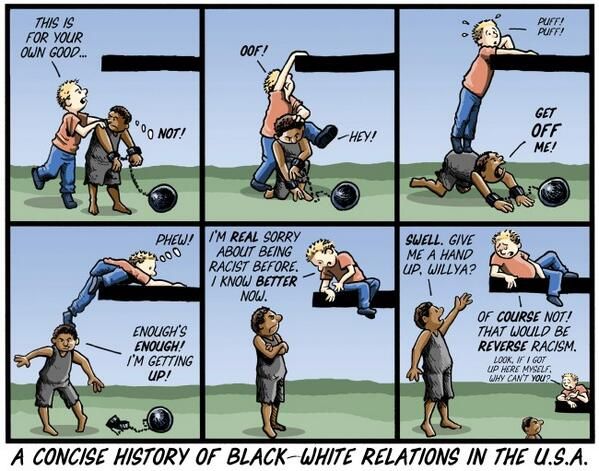 THIS IS
FOR YOUR
OWN GOOD...
NOT!
OOF!
HEY!
PUFF!
PUFF!
GET
OFF
ME!
PHEW!
ENOUGH'S
ENOUGH!
I'M GETTING
UP!
I'M REAL SORRY
ABOUT BEING
RACIST BEFORE.
I KNOW BETTER
NOW.
SWELL. GIVE
ME A HAND
UP, WILLYA?
OF COURSE NOT!
THAT WOULD BE
REVERSE RACISM.
LOOK, IF I GOT
UP HERE MYSELF,
WHY CAN'T YOU?
A CONCISE HISTORY OF BLACK-WHITE RELATIONS IN THE U.S.A.